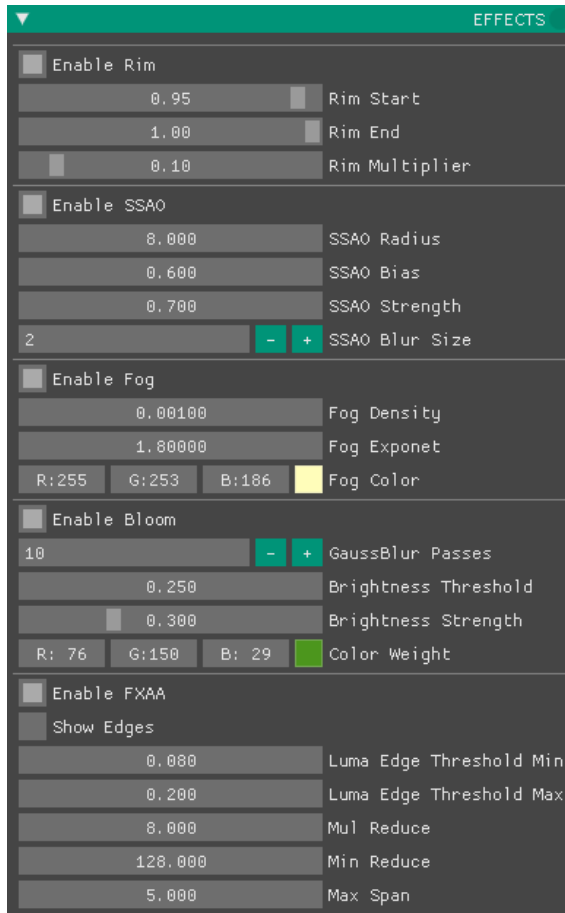 EFFECTS
Enable Rim
0.95 Rim Start
1.00 Rim End
0.10 Rim Multiplier
Enable SSAO
8.000 SSAO Radius
0.600 SSAO Bias
0.700 SSAO Strength
2 - + SSAO Blur Size
Enable Fog
0.00100 Fog Density
1.80000 Fog Exponet
R:255 G:253 B:186 Fog Color
Enable Bloom
10 - + GaussBlur Passes
0.250 Brightness Threshold
0.300 Brightness Strength
R: 76 G:150 B: 29 Color Weight
Enable FXAA
Show Edges
0.080 Luma Edge Threshold Min
0.200 Luma Edge Threshold Max
8.000 Mul Reduce
128.000 Min Reduce
5.000 Max Span